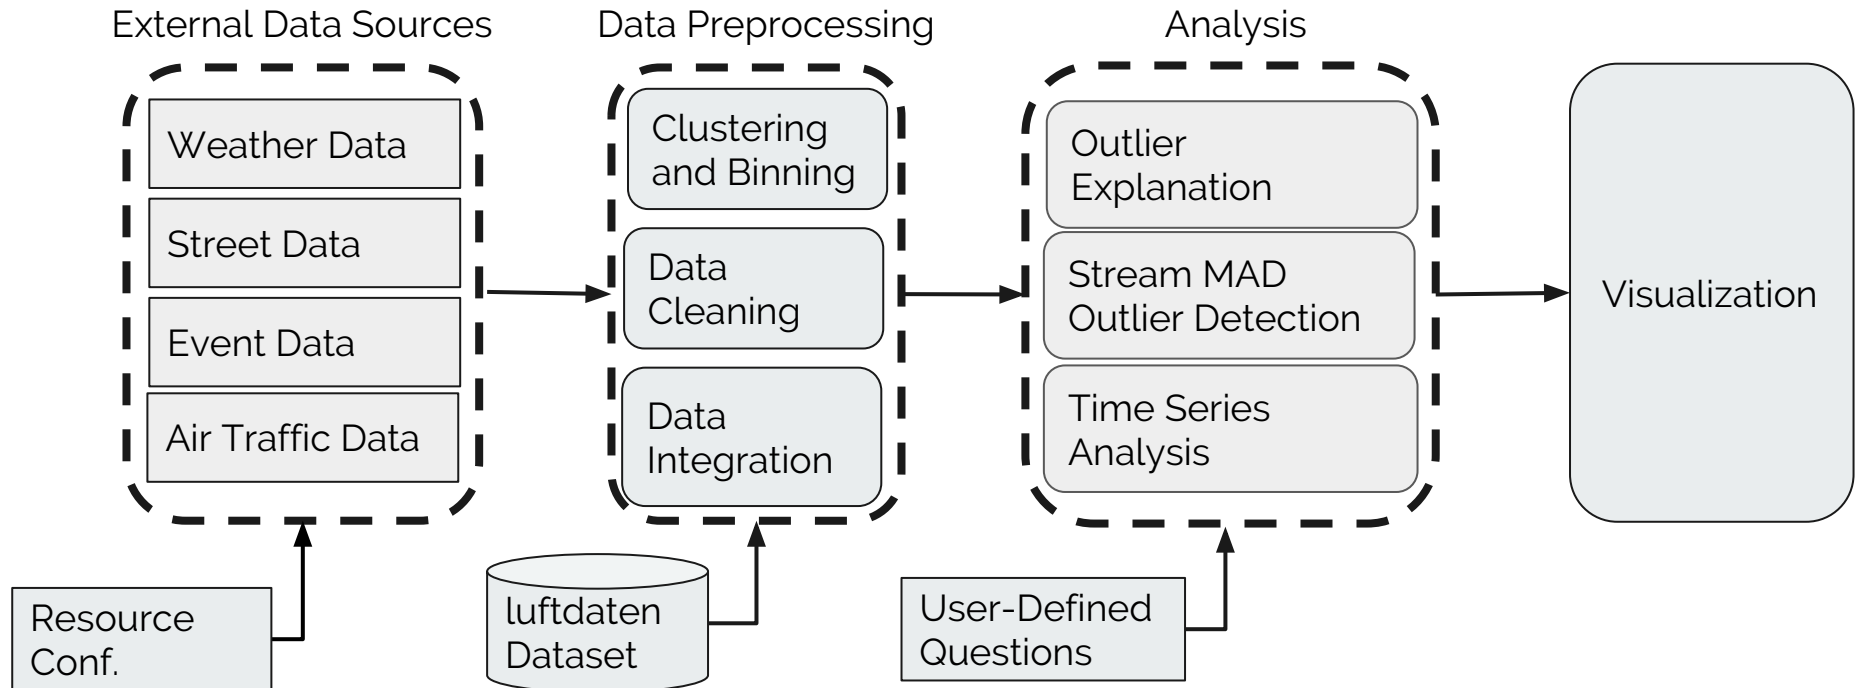 External Data Sources
Weather Data
Street Data
Event Data
Air Traffic Data
Resource
Conf.
Data Preprocessing
Clustering
and Binning
Data
Cleaning
Data
Integration
luftdaten
Dataset
Analysis
Outlier
Explanation
Stream MAD
Outlier Detection
Time Series
Analysis
User-Defined
Questions
Visualization